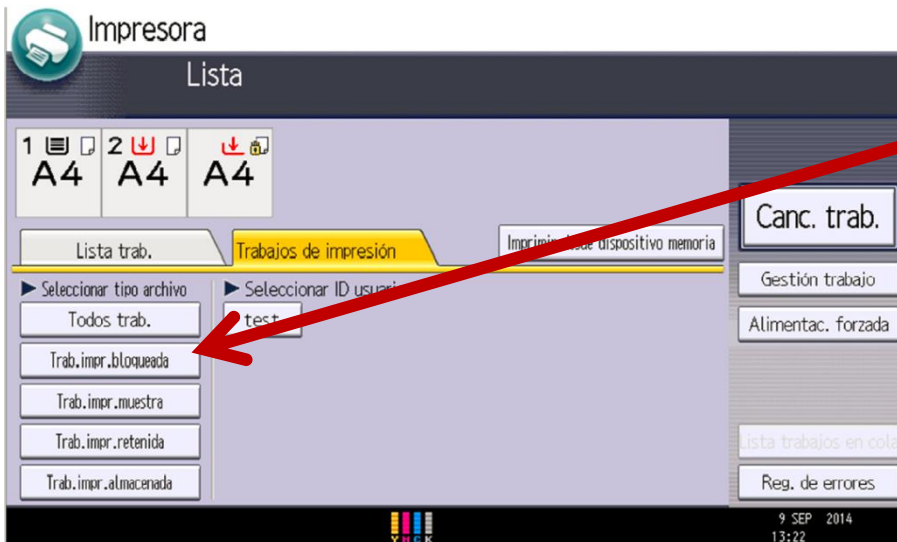 Impresora
Lista
1 2
A4 A4 A4
Canc. trab.
Lista trab.
Trabajos de impresión
Imprimir dispositivo memoria
Gestión trabajo
Seleccionar tipo archivo
Seleccionar ID
Todos trab.
test
Alimentac. forzada
Trab.impr.bloqueada
Trab.impr.muestra
Trab.impr.retenida
Lista trabajos en cola
Trab.impr.almacenada
Reg. de errores
Y M C K
9 SEP 2014
13:22